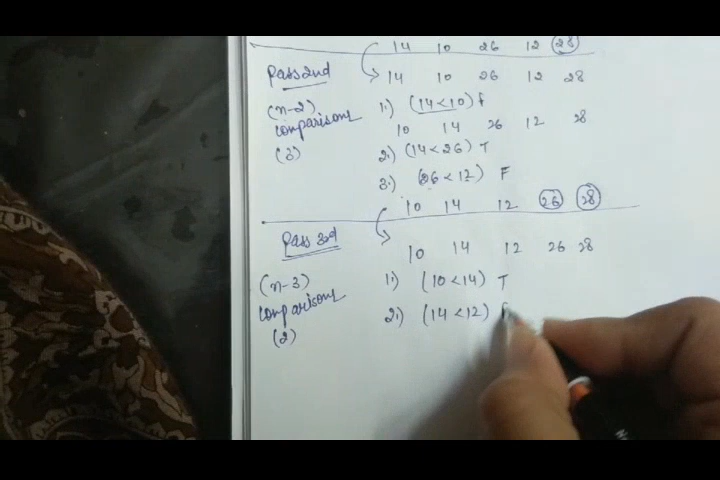 14 10 26 12 28
Pass 2nd 14 10 26 12 28
(n-2) 1.) (14<10) f
comparisons 10 14 26 12 28
(3) 2.) (14<26) T
3.) (26<12) F
10 14 12 26 28
Pass 3rd 10 14 12 26 28
(n-3) 1.) (10<14) T
comparisons 2.) (14<12)
(2)